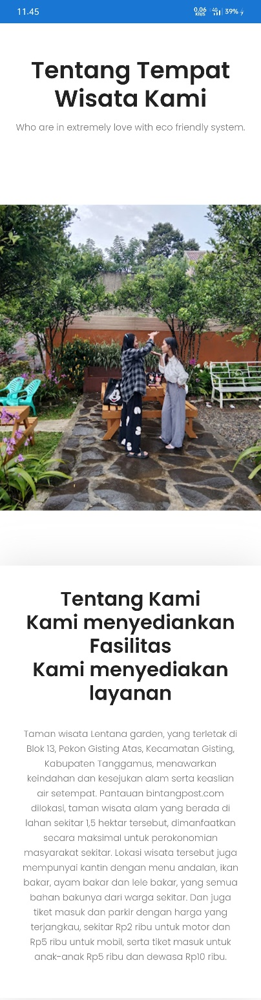 11.45
0.06 KB/S 4G 39%
Tentang Tempat
Wisata Kami
Who are in extremely love with eco friendly system.
Tentang Kami
Kami menyediankan
Fasilitas
Kami menyediakan
layanan
Taman wisata Lentana garden, yang terletak di
Blok 13, Pekon Gisting Atas, Kecamatan Gisting,
Kabupaten Tanggamus, menawarkan
keindahan dan kesejukan alam serta keaslian
air setempat. Pantauan bintangpost.com
dilokasi, taman wisata alam yang berada di
lahan sekitar 1,5 hektar tersebut, dimanfaatkan
secara maksimal untuk perokonomian
masyarakat sekitar. Lokasi wisata tersebut juga
mempunyai kantin dengan menu andalan, ikan
bakar, ayam bakar dan lele bakar, yang semua
bahan bakunya dari warga sekitar. Dan juga
tiket masuk dan parkir dengan harga yang
terjangkau, sekitar Rp2 ribu untuk motor dan
Rp5 ribu untuk mobil, serta tiket masuk untuk
anak-anak Rp5 ribu dan dewasa Rp10 ribu.